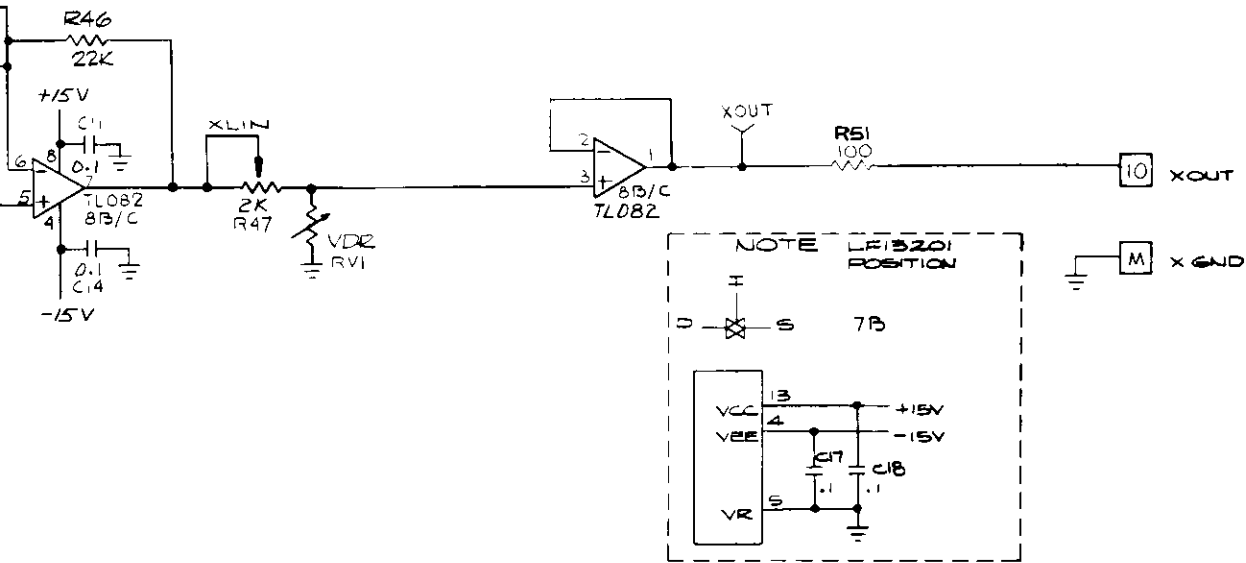 R46
22K
+15V
C11
0.1
8
6
5
7
4
TL082
8B/C
0.1
C14
-15V
XLIN
2K
R47
VDR
RV1
2
3
1
8B/C
TL082
XOUT
R51
100
10 XOUT
M X GND
NOTE LF13201
POSITION
I
D S 7B
VCC 13 +15V
VEE 4 -15V
C17
.1
C18
.1
VR 5